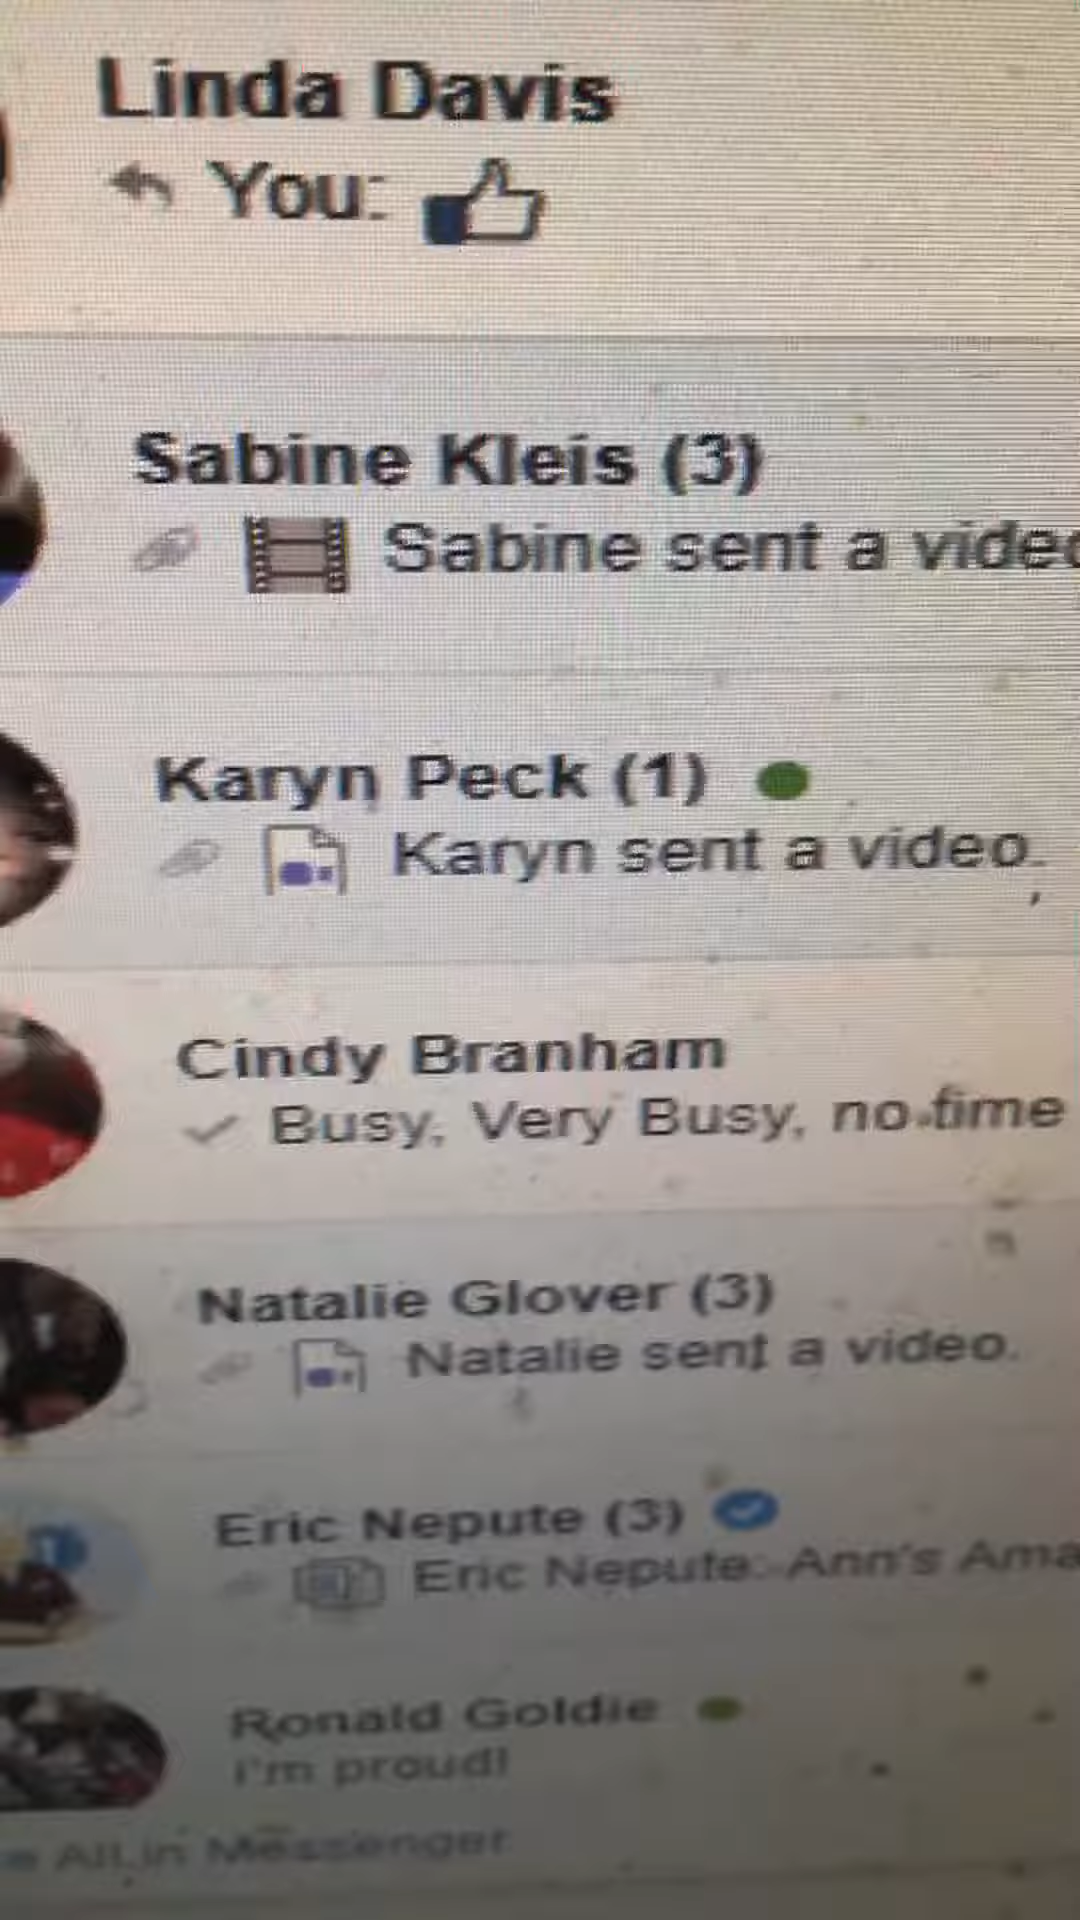 Linda Davis
You:
Sabine Kleis (3)
Sabine sent a video
Karyn Peck (1)
Karyn sent a video.
Cindy Branham
Busy, Very Busy, no time
Natalie Glover (3)
Natalie sent a video.
Eric Nepute (3)
Eric Nepute: Ann's Ama
Ronald Goldie
i'm proud!
e All in Messenger